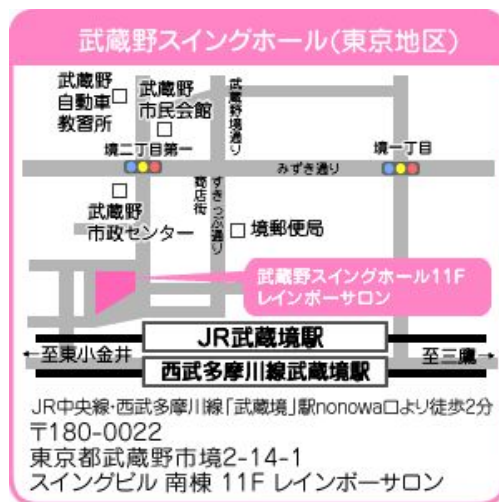 武蔵野スイングホール(東京地区)
武蔵野
自動車
教習所
武蔵野
市民会館
武蔵野境通り
境二丁目第一
みずき通り
境一丁目
武蔵野
市政センター
すきっぷ通り
商店街
境郵便局
武蔵野スイングホール11F
レインボーサロン
JR武蔵境駅
←至東小金井
至三鷹→
西武多摩川線武蔵境駅
JR中央線・西武多摩川線「武蔵境」駅nonowa口より徒歩2分
〒180-0022
東京都武蔵野市境2-14-1
スイングビル 南棟 11F レインボーサロン